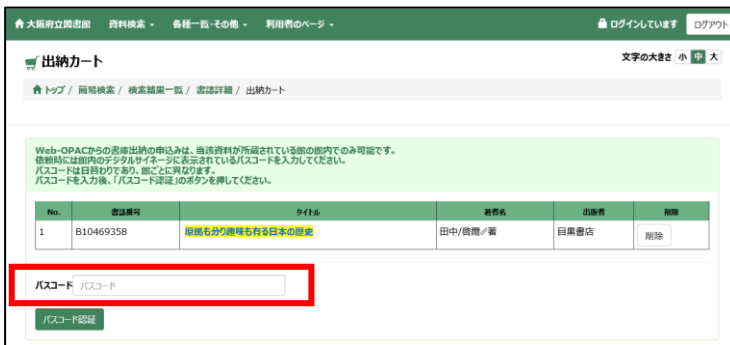 大阪府立図書館 資料検索 各種一覧・その他 利用者のページ ログインしています ログアウト
出納カート 文字の大きさ 小 中 大
トップ / 簡易検索 / 検索結果一覧 / 書誌詳細 / 出納カート
Web-OPACからの書庫出納の申込みは、当該資料が所蔵されている館の館内でのみ可能です。
依頼時には館内のデジタルサイネージに表示されているパスコードを入力してください。
パスコードは日替わりであり、館ごとに異なります。
パスコードを入力後、「パスコード認証」のボタンを押してください。
No. 書誌番号 タイトル 著者名 出版者 削除
1 B10469358 原拠も分り趣味も有る日本の歴史 田中/啓爾∥著 目黒書店 削除
パスコード パスコード
パスコード認証